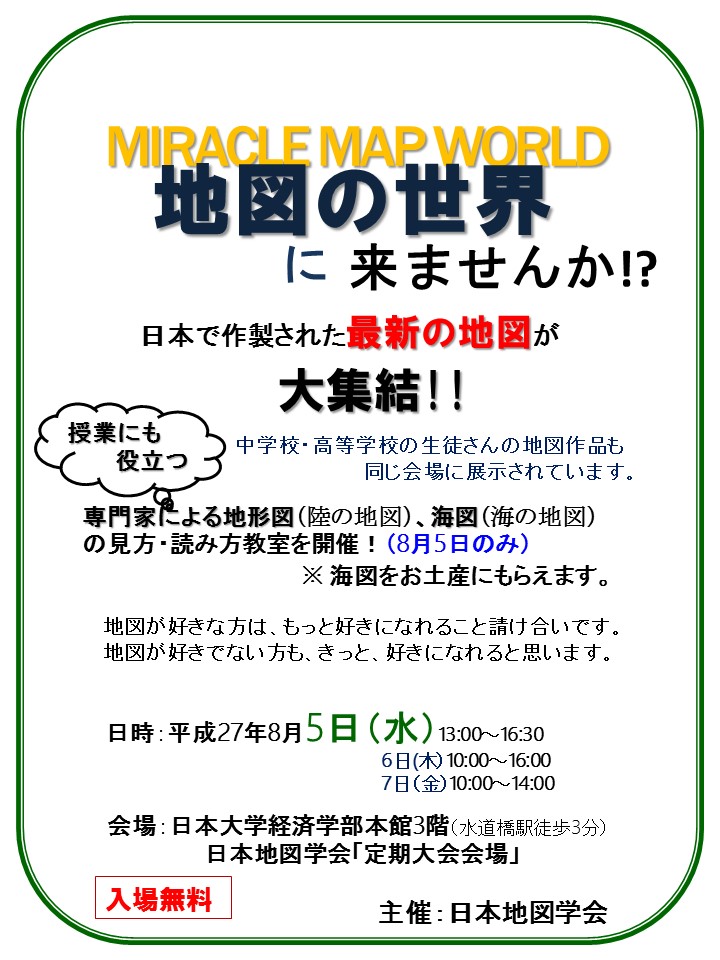 MIRACLE MAP WORLD
地図の世界
に 来ませんか!?
日本で作製された最新の地図が
大集結!!
授業にも
役立つ
中学校・高等学校の生徒さんの地図作品も
同じ会場に展示されています。
専門家による地形図(陸の地図)、海図(海の地図)
の見方・読み方教室を開催!(8月5日のみ)
※ 海図をお土産にもらえます。
地図が好きな方は、もっと好きになれること請け合いです。
地図が好きでない方も、きっと、好きになれると思います。
日時:平成27年8月5日(水)13:00~16:30
6日(木)10:00~16:00
7日(金)10:00~14:00
会場:日本大学経済学部本館3階(水道橋駅徒歩3分)
日本地図学会「定期大会会場」
入場無料
主催:日本地図学会